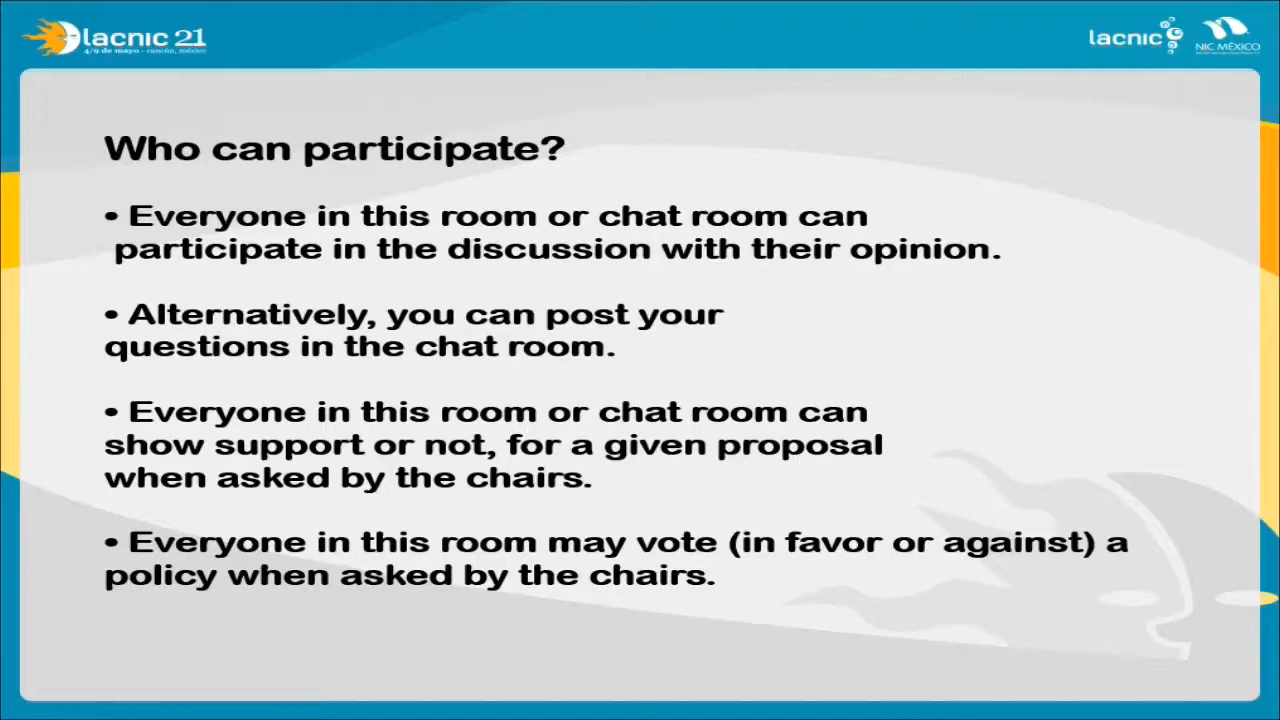 lacnic 21
4/9 de mayo - cancún, méxico
lacnic
NIC MÉXICO
Who can participate?
• Everyone in this room or chat room can
participate in the discussion with their opinion.
• Alternatively, you can post your
questions in the chat room.
• Everyone in this room or chat room can
show support or not, for a given proposal
when asked by the chairs.
• Everyone in this room may vote (in favor or against) a
policy when asked by the chairs.